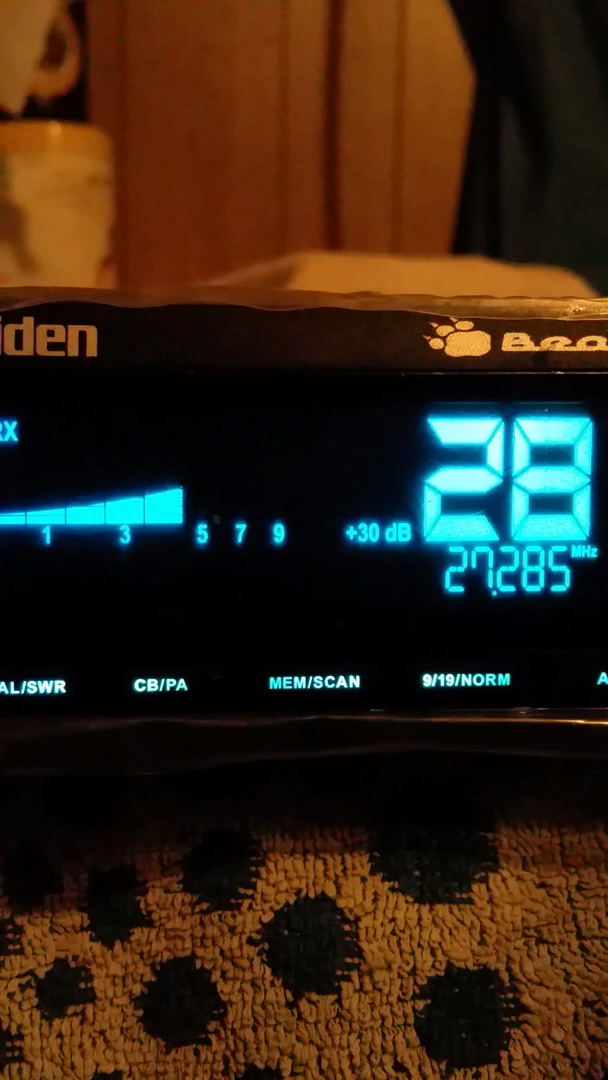 iden Bea
RX
28
1 3 5 7 9 +30 dB
27.285 MHz
AL/SWR CB/PA MEM/SCAN 9/19/NORM A